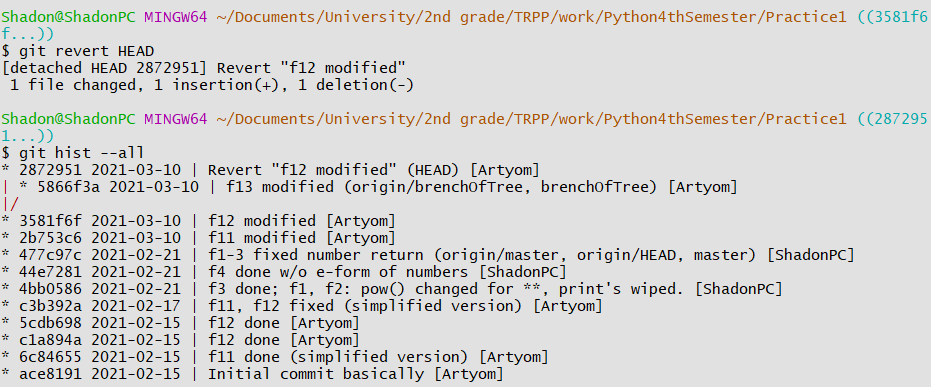 Shadon@ShadonPC MINGW64 ~/Documents/University/2nd grade/TRPP/work/Python4thSemester/Practice1 ((3581f6
f...))
$ git revert HEAD
[detached HEAD 2872951] Revert "f12 modified"
 1 file changed, 1 insertion(+), 1 deletion(-)

Shadon@ShadonPC MINGW64 ~/Documents/University/2nd grade/TRPP/work/Python4thSemester/Practice1 ((287295
1...))
$ git hist --all
* 2872951 2021-03-10 | Revert "f12 modified" (HEAD) [Artyom]
| * 5866f3a 2021-03-10 | f13 modified (origin/brenchOfTree, brenchOfTree) [Artyom]
|/
* 3581f6f 2021-03-10 | f12 modified [Artyom]
* 2b753c6 2021-03-10 | f11 modified [Artyom]
* 477c97c 2021-02-21 | f1-3 fixed number return (origin/master, origin/HEAD, master) [ShadonPC]
* 44e7281 2021-02-21 | f4 done w/o e-form of numbers [ShadonPC]
* 4bb0586 2021-02-21 | f3 done; f1, f2: pow() changed for **, print's wiped. [ShadonPC]
* c3b392a 2021-02-17 | f11, f12 fixed (simplified version) [Artyom]
* 5cdb698 2021-02-15 | f12 done [Artyom]
* c1a894a 2021-02-15 | f12 done [Artyom]
* 6c84655 2021-02-15 | f11 done (simplified version) [Artyom]
* ace8191 2021-02-15 | Initial commit basically [Artyom]